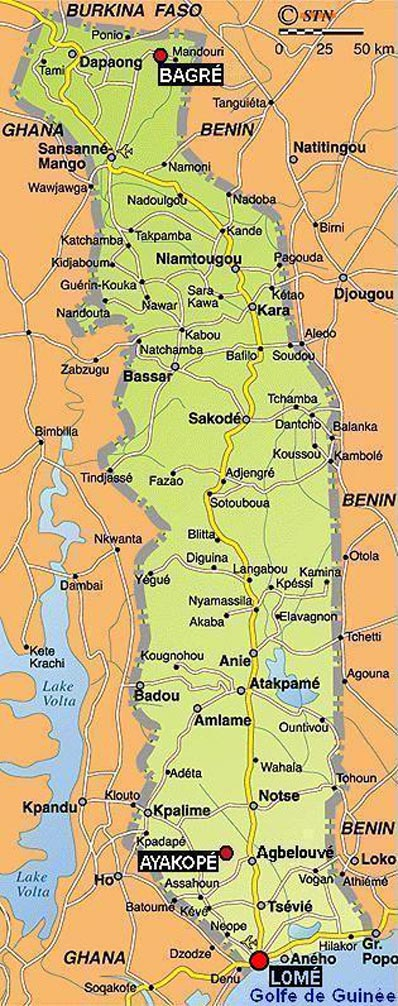 BURKINA FASO
© STN
0 25 50 km
Ponio
Mandouri
Tami
Dapaong
BAGRÉ
Tanguiéta
GHANA
BENIN
Sansanné-
Mango
Natitingou
Namoni
Wawjawga
Nadoulgou
Nadoba
Takpamba
Kande
Birni
Katchamba
Niamtougou
Pagouda
Kidjaboum
Guérin-Kouka
Sara
Kawa
Kétao
Djougou
Nandouta
Nawar
Kara
Kabou
Aledo
Natchamba
Bafilo
Soudou
Zabzugu
Bassar
Tchamba
Sakodé
Dantcho
Balanka
Bimbilla
Koussou
Kambolé
Tindjassé
Fazao
Adjengré
Sotouboua
BENIN
Blitta
Nkwanta
Otola
Diguina
Langabou
Kamina
Dambai
Yégué
Kpéssi
Nyamassila
Akaba
Elavagnon
Tchetti
Kete
Krachi
Kougnohou
Anie
Agouna
Lake
Volta
Badou
Atakpamé
Amlame
Ountivou
Wahala
Adéta
Tohoun
Klouto
Notse
Kpandu
Kpalime
BENIN
Kpadapé
AYAKOPÉ
Agbelouvé
Loko
Lake
Volta
Ho
Assahoun
Vogan
Athiémé
Batoume
Kévé
Tsévié
Neope
GHANA
Dzodze
Hilakor
Gr.
Popo
Denu
LOMÉ
Aného
Soqakofe
Golfe de Guinée